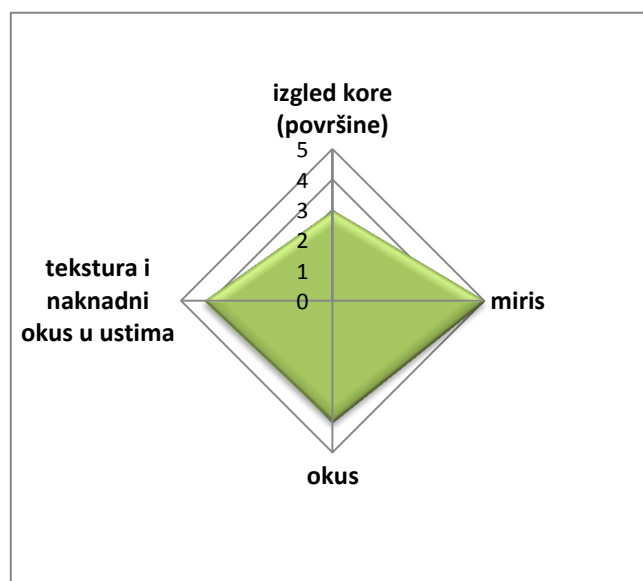 izgled kore
(površine)
5
4
3
2
1
0
tekstura i
naknadni
okus u ustima
miris
okus